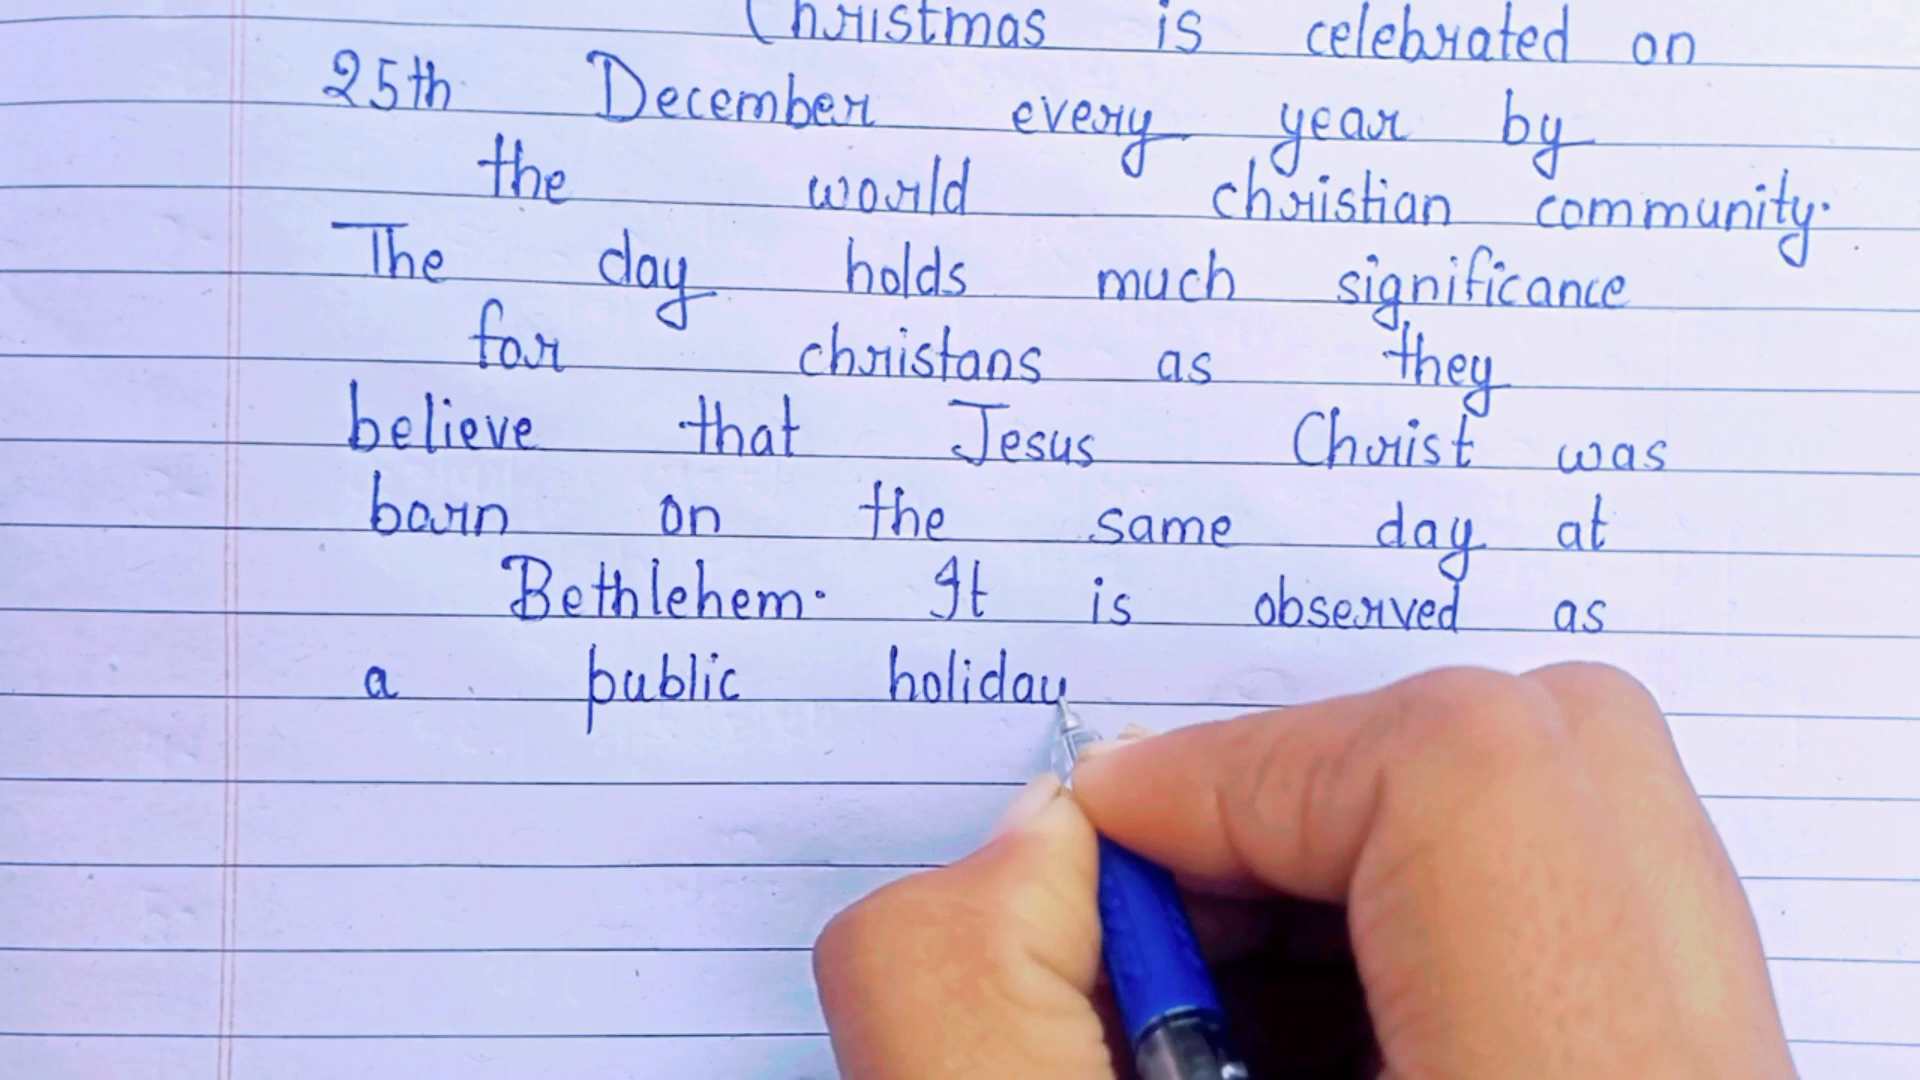 Christmas is celebrated on
25th December every year by
the world christian community.
The day holds much significance
for christans as they
believe that Jesus Christ was
born on the same day at
Bethlehem. It is observed as
a public holiday